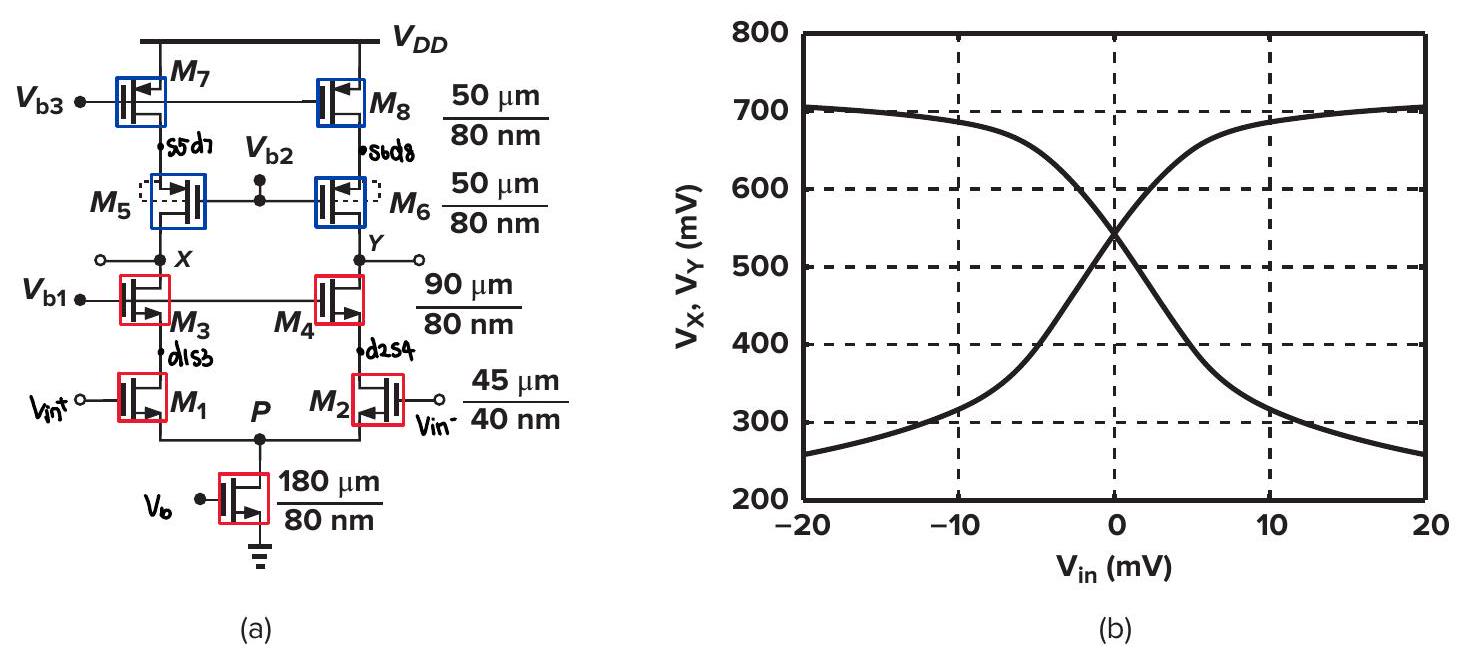 V_DD
M_7
V_b3
M_8
50 μm
80 nm
s5d7
s6d8
V_b2
M_5
M_6
50 μm
80 nm
X
Y
V_b1
M_3
M_4
90 μm
80 nm
d1s3
d2s4
Vin+
M_1
P
M_2
Vin-
45 μm
40 nm
V_b
180 μm
80 nm
(a)
800
700
600
500
400
300
200
V_X, V_Y (mV)
−20
−10
0
10
20
V_in (mV)
(b)